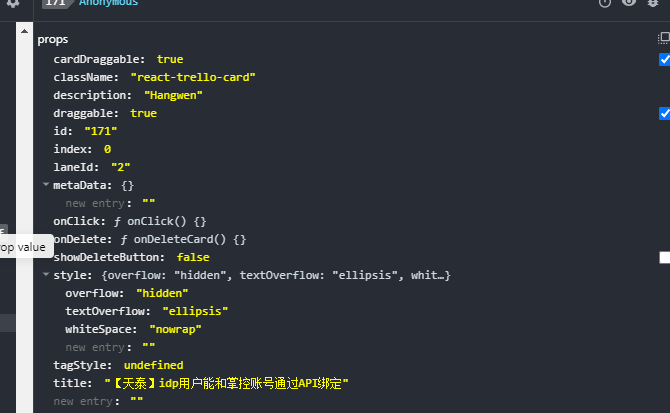 171 Anonymous
props
cardDraggable: true
className: "react-trello-card"
description: "Hangwen"
draggable: true
id: "171"
index: 0
laneId: "2"
metaData: {}
new entry: ""
onClick: ƒ onClick() {}
rop value
onDelete: ƒ onDeleteCard() {}
showDeleteButton: false
style: {overflow: "hidden", textOverflow: "ellipsis", whit…}
overflow: "hidden"
textOverflow: "ellipsis"
whiteSpace: "nowrap"
new entry: ""
tagStyle: undefined
title: "【天泰】idp用户能和掌控账号通过API绑定"
new entry: ""